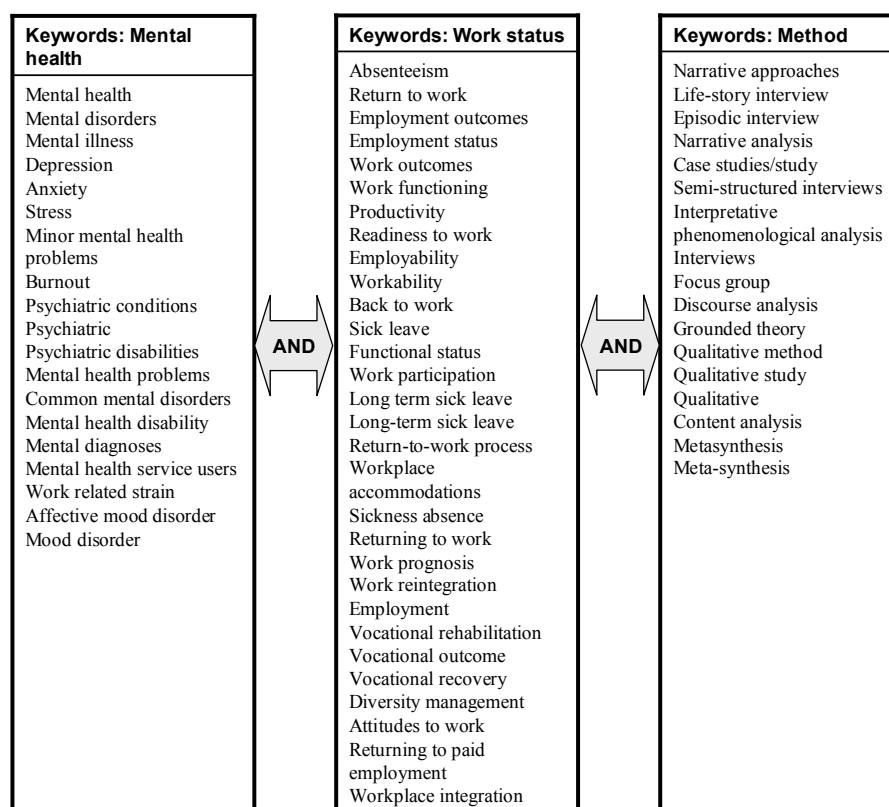 Keywords: Mental
health
Mental health
Mental disorders
Mental illness
Depression
Anxiety
Stress
Minor mental health
problems
Burnout
Psychiatric conditions
Psychiatric
Psychiatric disabilities
Mental health problems
Common mental disorders
Mental health disability
Mental diagnoses
Mental health service users
Work related strain
Affective mood disorder
Mood disorder
AND
Keywords: Work status
Absenteeism
Return to work
Employment outcomes
Employment status
Work outcomes
Work functioning
Productivity
Readiness to work
Employability
Workability
Back to work
Sick leave
Functional status
Work participation
Long term sick leave
Long-term sick leave
Return-to-work process
Workplace
accommodations
Sickness absence
Returning to work
Work prognosis
Work reintegration
Employment
Vocational rehabilitation
Vocational outcome
Vocational recovery
Diversity management
Attitudes to work
Returning to paid
employment
Workplace integration
AND
Keywords: Method
Narrative approaches
Life-story interview
Episodic interview
Narrative analysis
Case studies/study
Semi-structured interviews
Interpretative
phenomenological analysis
Interviews
Focus group
Discourse analysis
Grounded theory
Qualitative method
Qualitative study
Qualitative
Content analysis
Metasynthesis
Meta-synthesis